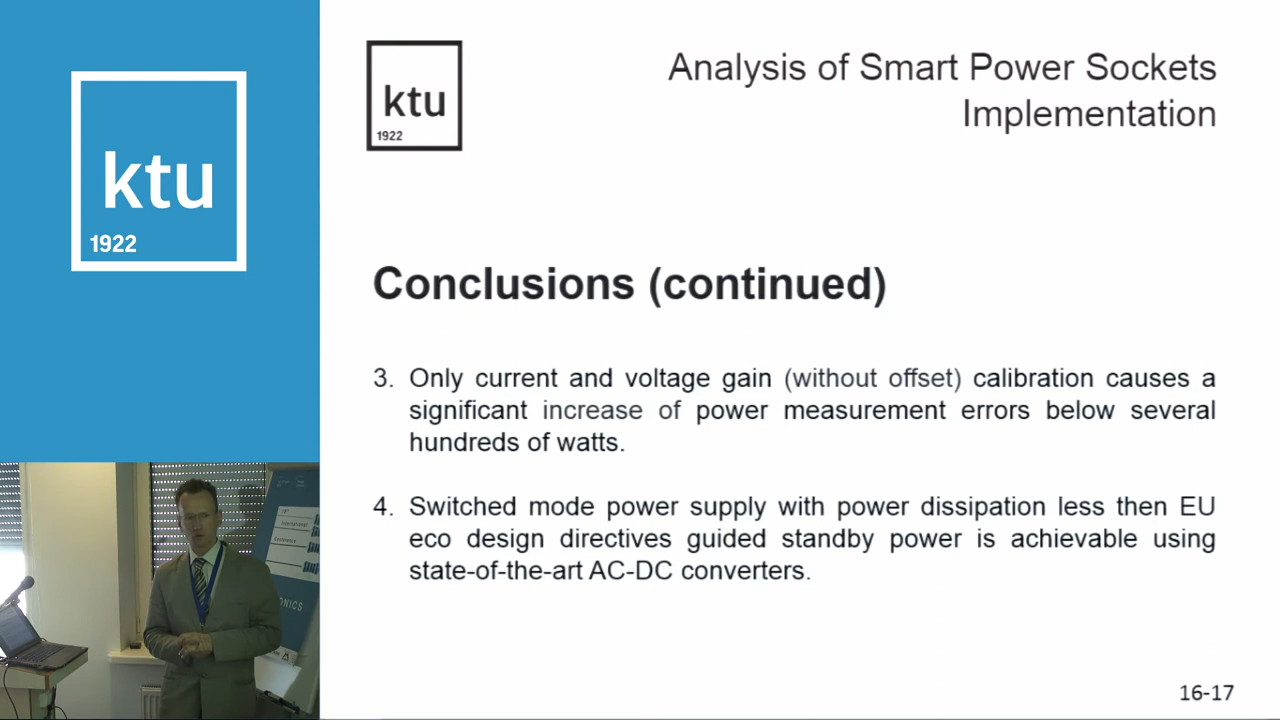 ktu
1922
ktu
1922
Analysis of Smart Power Sockets
Implementation
Conclusions (continued)
3. Only current and voltage gain (without offset) calibration causes a
significant increase of power measurement errors below several
hundreds of watts.
4. Switched mode power supply with power dissipation less then EU
eco design directives guided standby power is achievable using
state-of-the-art AC-DC converters.
16-17
International
Conference
ONICS